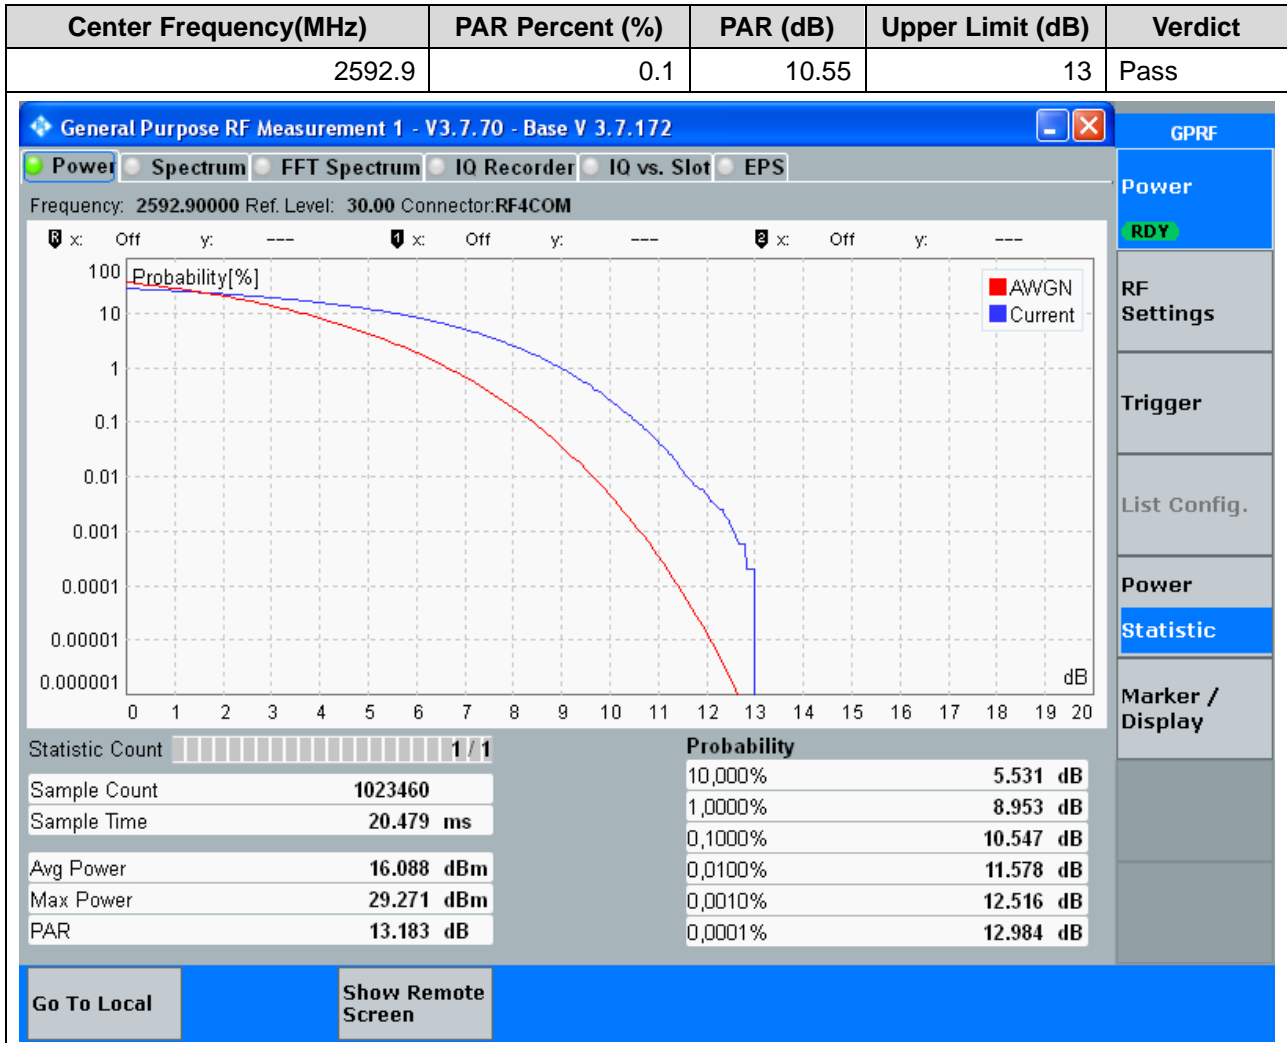 Center Frequency(MHz) PAR Percent (%) PAR (dB) Upper Limit (dB) Verdict
2592.9 0.1 10.55 13 Pass
General Purpose RF Measurement 1 - V3.7.70 - Base V 3.7.172
GPRF
Power Spectrum FFT Spectrum IQ Recorder IQ vs. Slot EPS
Power
RDY
Frequency: 2592.90000 Ref. Level: 30.00 Connector:RF4COM
R x: Off y: --- 1 x: Off y: --- 2 x: Off y: ---
Probability[%]
AWGN
Current
100
10
1
0.1
0.01
0.001
0.0001
0.00001
0.000001
dB
0 1 2 3 4 5 6 7 8 9 10 11 12 13 14 15 16 17 18 19 20
RF
Settings
Trigger
List Config.
Power
Statistic
Marker /
Display
Statistic Count 1 / 1
Sample Count 1023460
Sample Time 20.479 ms
Avg Power 16.088 dBm
Max Power 29.271 dBm
PAR 13.183 dB
Probability
10,000% 5.531 dB
1,0000% 8.953 dB
0,1000% 10.547 dB
0,0100% 11.578 dB
0,0010% 12.516 dB
0,0001% 12.984 dB
Go To Local
Show Remote
Screen